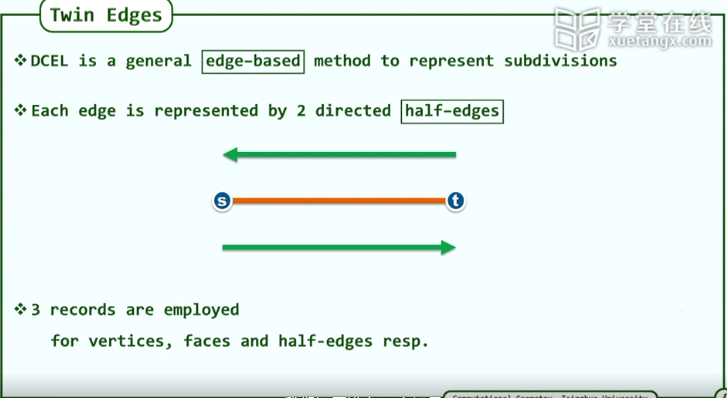 Twin Edges
学堂在线
xuetangx.com
❖DCEL is a general edge-based method to represent subdivisions
❖Each edge is represented by 2 directed half-edges
s t
❖3 records are employed
for vertices, faces and half-edges resp.
Computational Geometry, Tsinghua University